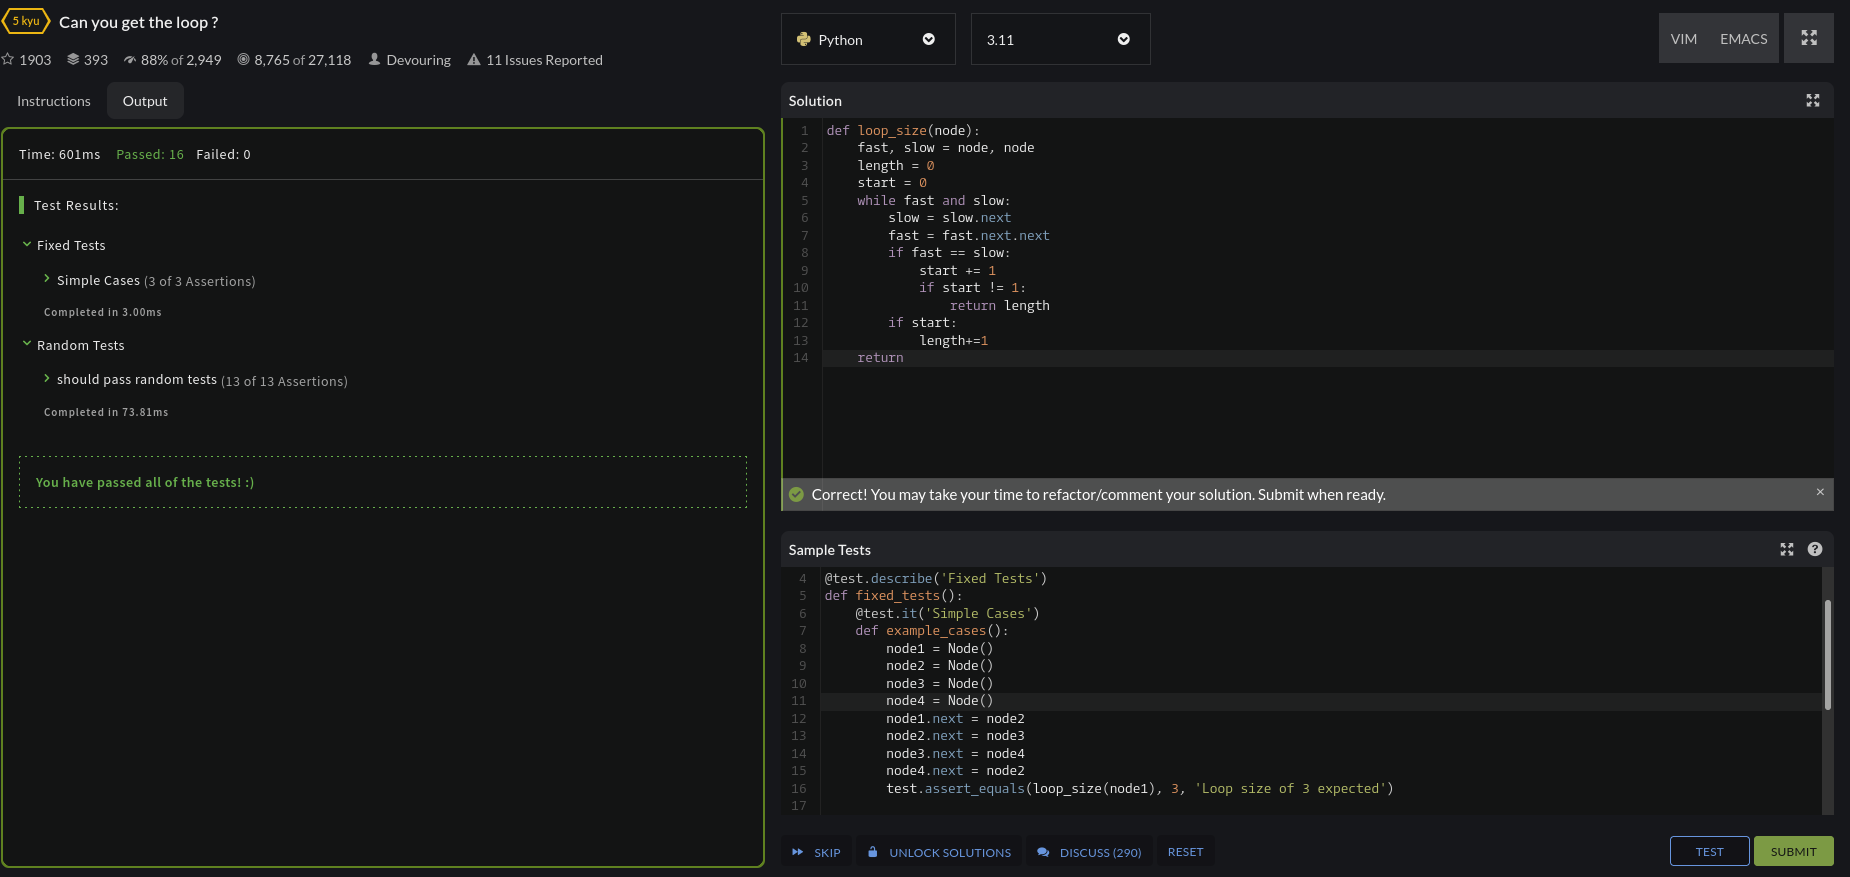 5 kyu Can you get the loop ?
1903 393 88% of 2,949 8,765 of 27,118 Devouring 11 Issues Reported
Instructions Output
Time: 601ms Passed: 16 Failed: 0
Test Results:
Fixed Tests
Simple Cases (3 of 3 Assertions)
Completed in 3.00ms
Random Tests
should pass random tests (13 of 13 Assertions)
Completed in 73.81ms
You have passed all of the tests! :)
Python 3.11 VIM EMACS
Solution
1 def loop_size(node):
2     fast, slow = node, node
3     length = 0
4     start = 0
5     while fast and slow:
6         slow = slow.next
7         fast = fast.next.next
8         if fast == slow:
9             start += 1
10             if start != 1:
11                 return length
12         if start:
13             length+=1
14     return
Correct! You may take your time to refactor/comment your solution. Submit when ready. ×
Sample Tests ?
4 @test.describe('Fixed Tests')
5 def fixed_tests():
6     @test.it('Simple Cases')
7     def example_cases():
8         node1 = Node()
9         node2 = Node()
10         node3 = Node()
11         node4 = Node()
12         node1.next = node2
13         node2.next = node3
14         node3.next = node4
15         node4.next = node2
16         test.assert_equals(loop_size(node1), 3, 'Loop size of 3 expected')
17
SKIP UNLOCK SOLUTIONS DISCUSS (290) RESET TEST SUBMIT